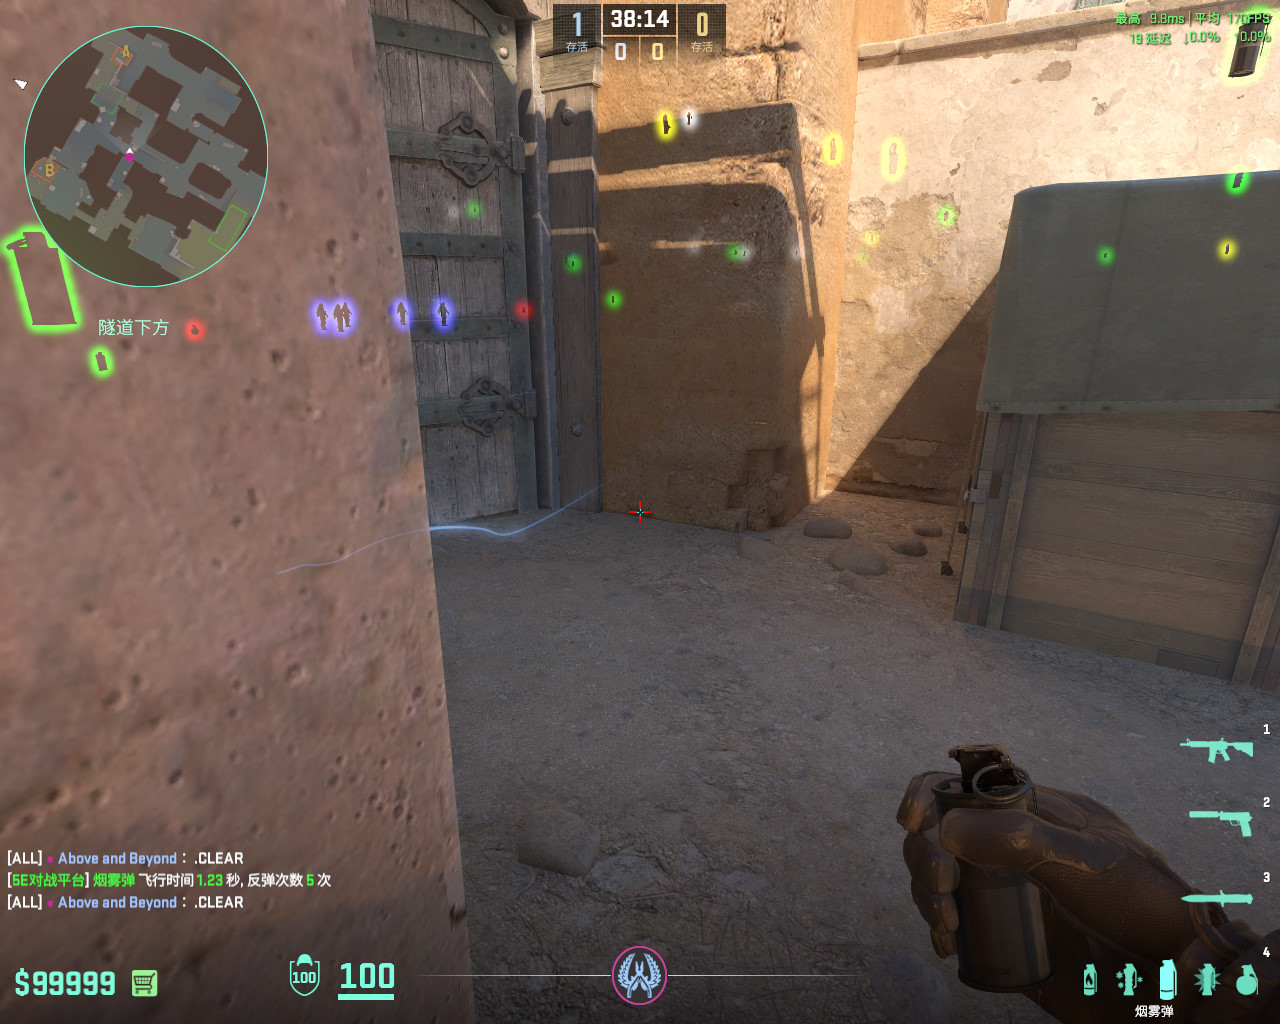 1 38:14 0
存活 0 0 存活
最高 9.8ms | 平均 170FPS
19 延迟 ↓0.0% ↑0.0%
A
B
隧道下方
1
2
3
4
[ALL] Above and Beyond : .CLEAR
[5E对战平台] 烟雾弹 飞行时间 1.23 秒, 反弹次数 5 次
[ALL] Above and Beyond : .CLEAR
$99999
100
100
烟雾弹